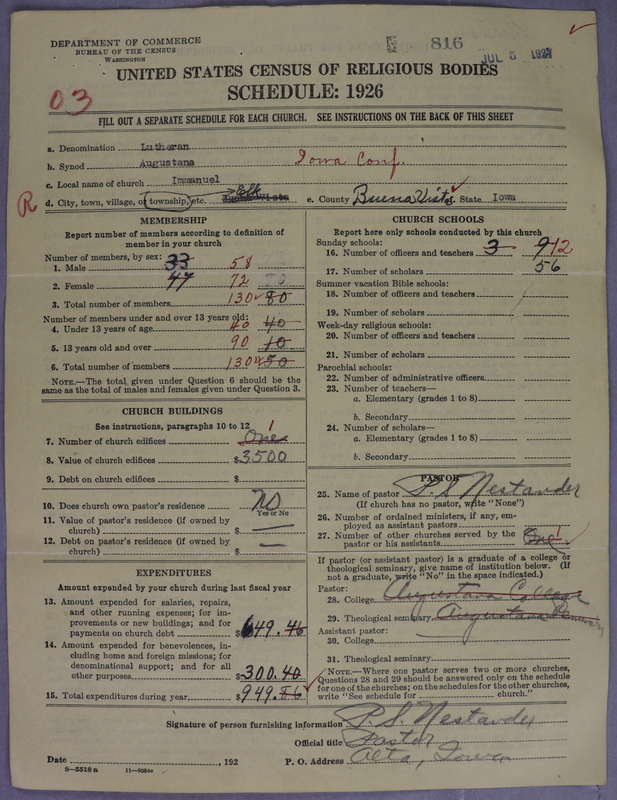 DEPARTMENT OF COMMERCE
BUREAU OF THE CENSUS
WASHINGTON
816
JUL 5 1927
UNITED STATES CENSUS OF RELIGIOUS BODIES
SCHEDULE: 1926
03
FILL OUT A SEPARATE SCHEDULE FOR EACH CHURCH. SEE INSTRUCTIONS ON THE BACK OF THIS SHEET
a. Denomination Lutheran
b. Synod Augustana Iowa Conf.
c. Local name of church Immanuel
R d. City, town, village, or township, etc. Elk e. County Buena Vista State Iowa
MEMBERSHIP
Report number of members according to definition of
member in your church
Number of members, by sex:
1. Male 33 58
2. Female 47 72
3. Total number of members 130 80
Number of members under and over 13 years old:
4. Under 13 years of age 40 40
5. 13 years old and over 90 10
6. Total number of members 130 50
NOTE.—The total given under Question 6 should be
the same as the total of males and females given under Question 3.
CHURCH BUILDINGS
See instructions, paragraphs 10 to 12
7. Number of church edifices One 1
8. Value of church edifices $3500
9. Debt on church edifices $
10. Does church own pastor's residence? No
Yes or No
11. Value of pastor's residence (if owned by
church) $ —
12. Debt on pastor's residence (if owned by
church) $ —
EXPENDITURES
Amount expended by your church during last fiscal year
13. Amount expended for salaries, repairs,
and other running expenses; for im-
provements or new buildings; and for
payments on church debt $649.46
14. Amount expended for benevolences, in-
cluding home and foreign missions; for
denominational support; and for all
other purposes $300.40
15. Total expenditures during year $949.86
CHURCH SCHOOLS
Report here only schools conducted by this church
Sunday schools:
16. Number of officers and teachers 3 9 12
17. Number of scholars 56
Summer vacation Bible schools:
18. Number of officers and teachers
19. Number of scholars
Week-day religious schools:
20. Number of officers and teachers
21. Number of scholars
Parochial schools:
22. Number of administrative officers
23. Number of teachers—
a. Elementary (grades 1 to 8)
b. Secondary
24. Number of scholars—
a. Elementary (grades 1 to 8)
b. Secondary
PASTOR
25. Name of pastor P. S. Nestander
(If church has no pastor, write "None")
26. Number of ordained ministers, if any, em-
ployed as assistant pastors
27. Number of other churches served by the
pastor or his assistants One 1
If pastor (or assistant pastor) is a graduate of a college or
theological seminary, give name of institution below. (If
not a graduate, write "No" in the space indicated.)
Pastor:
28. College Augustana College
29. Theological seminary Augustana Seminary
Assistant pastor:
30. College
31. Theological seminary
NOTE.—Where one pastor serves two or more churches,
Questions 28 and 29 should be answered only on the schedule
for one of the churches; on the schedules for the other churches,
write "See schedule for church."
Signature of person furnishing information P. S. Nestander
Official title Pastor
Date , 192 P. O. Address Alta, Iowa
8—5518 a